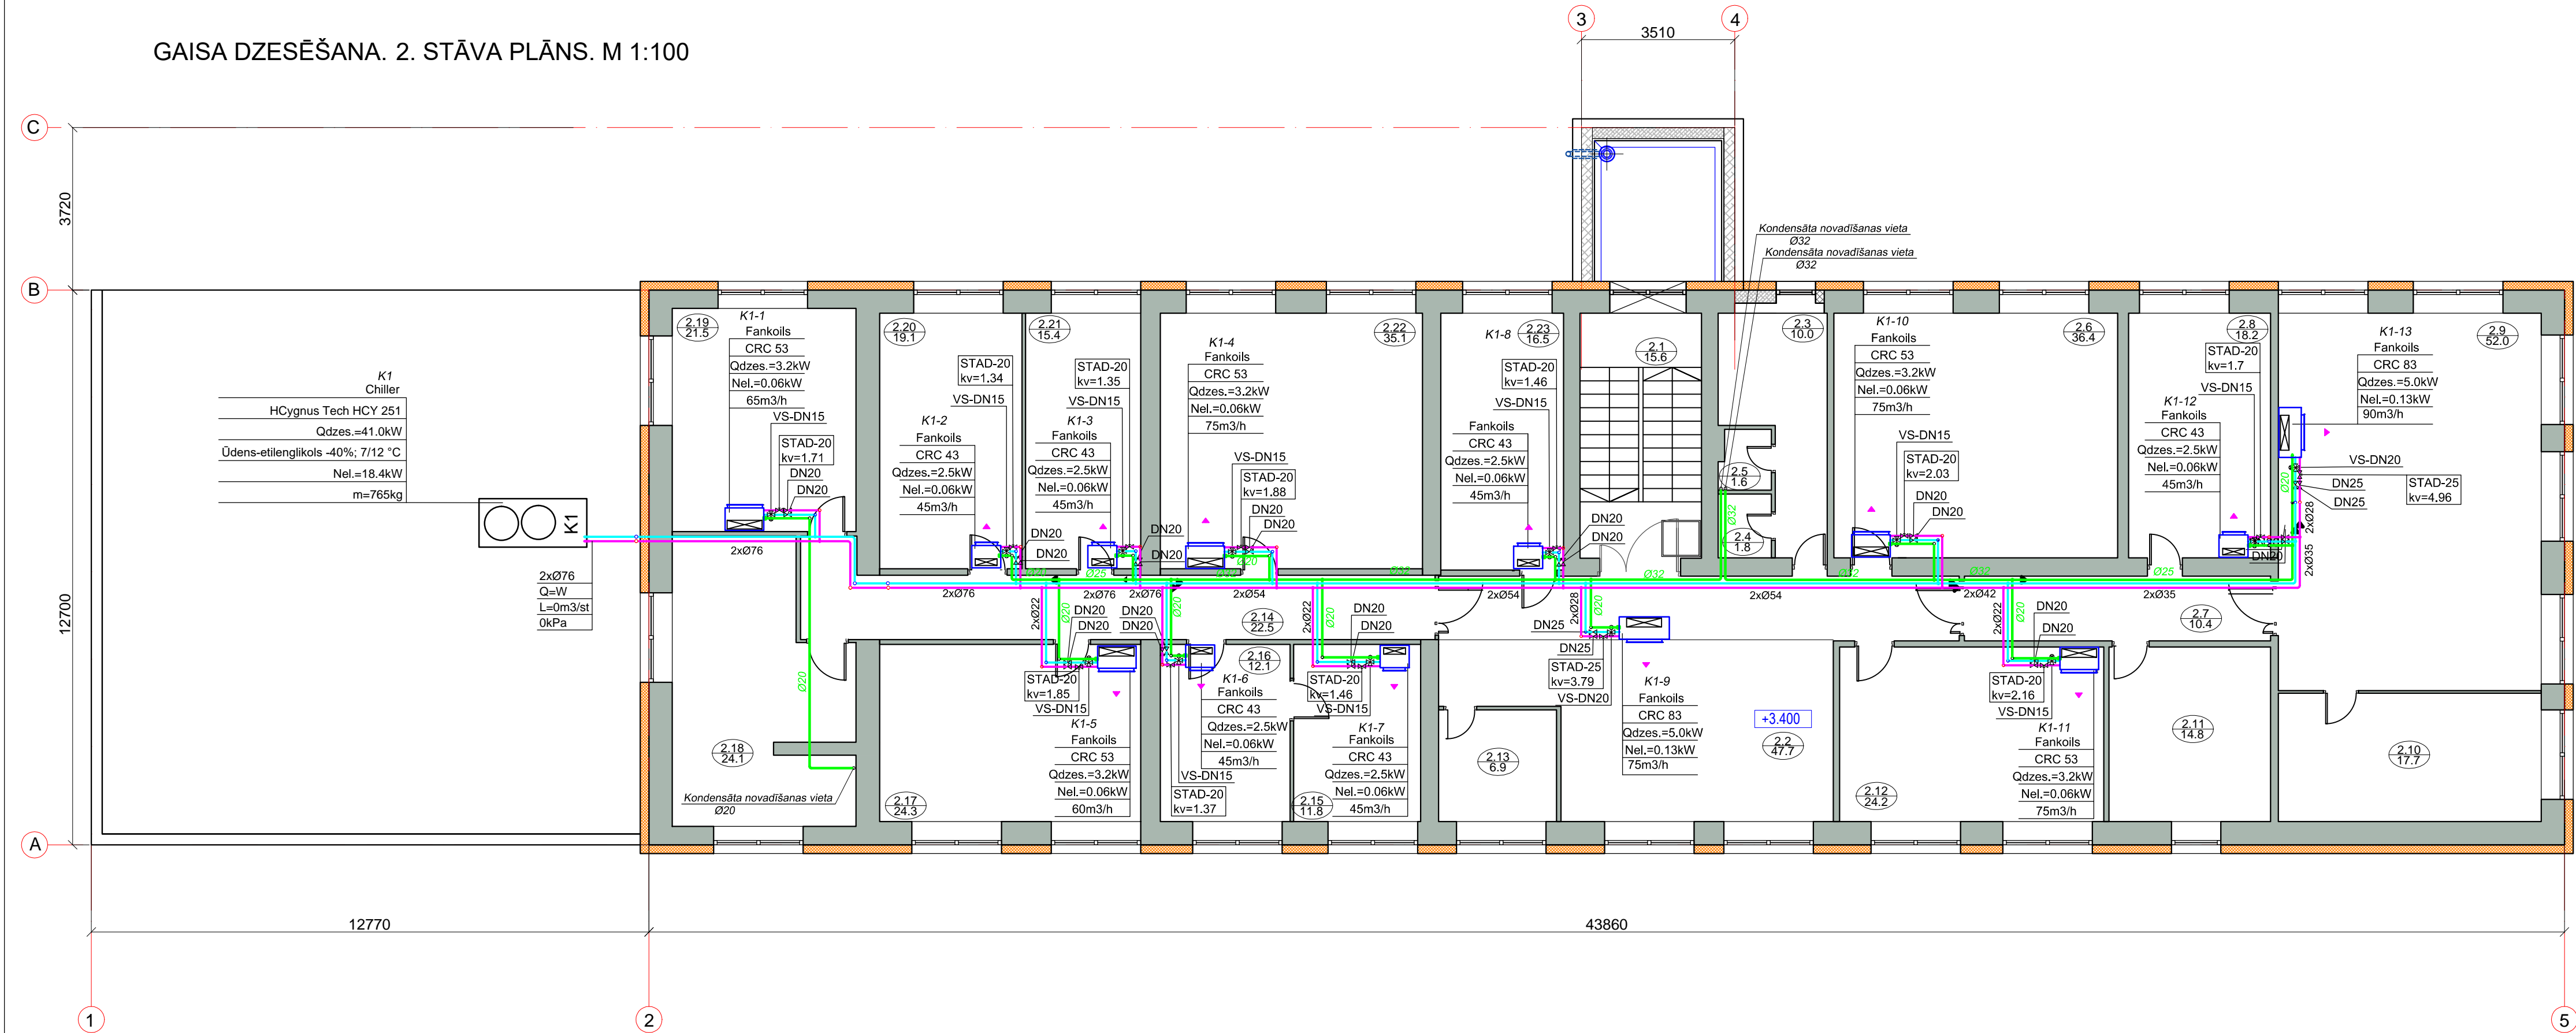 GAISA DZESĒŠANA. 2. STĀVA PLĀNS. M 1:100
3
4
3510
C
3720
B
12700
A
12770
43860
1
2
5
K1
Chiller
HCygnus Tech HCY 251
Qdzes.=41.0kW
Ūdens-etilenglikols -40%; 7/12 °C
Nel.=18.4kW
m=765kg
K1
2xØ76
Q=W
L=0m3/st
0kPa
2xØ76
2.19
21.5
K1-1
Fankoils
CRC 53
Qdzes.=3.2kW
Nel.=0.06kW
65m3/h
VS-DN15
STAD-20
kv=1.71
DN20
DN20
2.20
19.1
STAD-20
kv=1.34
VS-DN15
K1-2
Fankoils
CRC 43
Qdzes.=2.5kW
Nel.=0.06kW
45m3/h
DN20
DN20
2.21
15.4
STAD-20
kv=1.35
VS-DN15
K1-3
Fankoils
CRC 43
Qdzes.=2.5kW
Nel.=0.06kW
45m3/h
DN20
DN20
K1-4
Fankoils
CRC 53
Qdzes.=3.2kW
Nel.=0.06kW
75m3/h
2.22
35.1
VS-DN15
STAD-20
kv=1.88
DN20
DN20
Ø20
K1-8
2.23
16.5
STAD-20
kv=1.46
VS-DN15
Fankoils
CRC 43
Qdzes.=2.5kW
Nel.=0.06kW
45m3/h
DN20
DN20
2.1
15.6
Kondensāta novadīšanas vieta
Ø32
Kondensāta novadīšanas vieta
Ø32
2.3
10.0
2.5
1.6
Ø32
2.4
1.8
K1-10
Fankoils
CRC 53
Qdzes.=3.2kW
Nel.=0.06kW
75m3/h
2.6
36.4
VS-DN15
STAD-20
kv=2.03
DN20
DN20
2.8
18.2
STAD-20
kv=1.7
VS-DN15
K1-12
Fankoils
CRC 43
Qdzes.=2.5kW
Nel.=0.06kW
45m3/h
DN20
K1-13
Fankoils
CRC 83
Qdzes.=5.0kW
Nel.=0.13kW
90m3/h
2.9
52.0
VS-DN20
DN25
DN25
STAD-25
kv=4.96
Ø20
2xØ28
2xØ35
Ø25
Ø32
Ø32
Ø25
2xØ76
2xØ76
2xØ76
2xØ54
2xØ54
2xØ54
2xØ42
2xØ35
2xØ22
Ø20
DN20
DN20
STAD-20
kv=1.85
VS-DN15
K1-5
Fankoils
CRC 53
Qdzes.=3.2kW
Nel.=0.06kW
60m3/h
2.17
24.3
DN20
DN20
Ø20
2.14
22.5
2.16
12.1
K1-6
Fankoils
CRC 43
Qdzes.=2.5kW
Nel.=0.06kW
45m3/h
VS-DN15
STAD-20
kv=1.37
2xØ22
Ø20
DN20
DN20
STAD-20
kv=1.46
VS-DN15
K1-7
Fankoils
CRC 43
Qdzes.=2.5kW
Nel.=0.06kW
45m3/h
2.15
11.8
2.13
6.9
2xØ28
Ø20
DN25
DN25
STAD-25
kv=3.79
VS-DN20
K1-9
Fankoils
CRC 83
Qdzes.=5.0kW
Nel.=0.13kW
75m3/h
+3.400
2.2
47.7
2xØ22
Ø20
DN20
DN20
STAD-20
kv=2.16
VS-DN15
K1-11
Fankoils
CRC 53
Qdzes.=3.2kW
Nel.=0.06kW
75m3/h
2.12
24.2
2.7
10.4
2.11
14.8
2.10
17.7
Ø20
2.18
24.1
Kondensāta novadīšanas vieta
Ø20